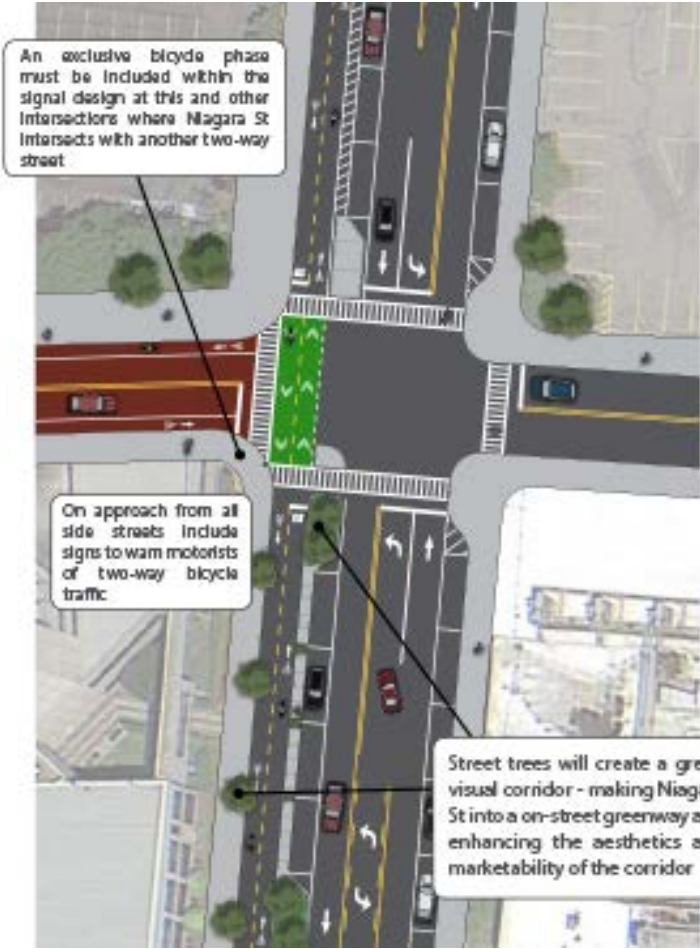 An exclusive bicycle phase
must be included within the
signal design at this and other
intersections where Niagara St
intersects with another two-way
street
On approach from all
side streets include
signs to warn motorists
of two-way bicycle
traffic
Street trees will create a gre
visual corridor - making Niag
St into a on-street greenway a
enhancing the aesthetics a
marketability of the corridor